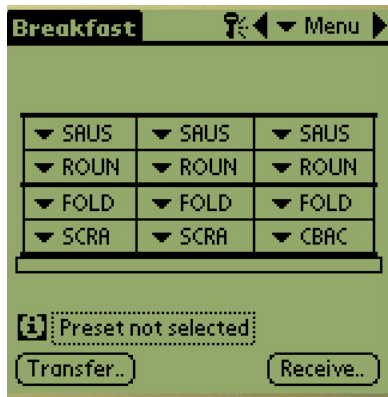 Breakfast Menu
SAUS SAUS SAUS
ROUN ROUN ROUN
FOLD FOLD FOLD
SCRA SCRA CBAC
i Preset not selected
Transfer.. Receive..